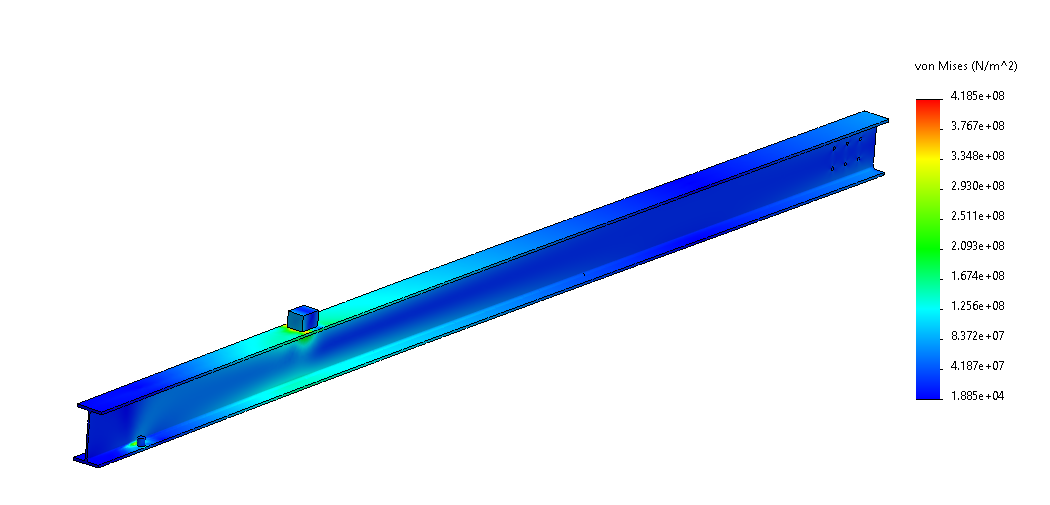 von Mises (N/m^2)
4.185e+08
3.767e+08
3.348e+08
2.930e+08
2.511e+08
2.093e+08
1.674e+08
1.256e+08
8.372e+07
4.187e+07
1.885e+04